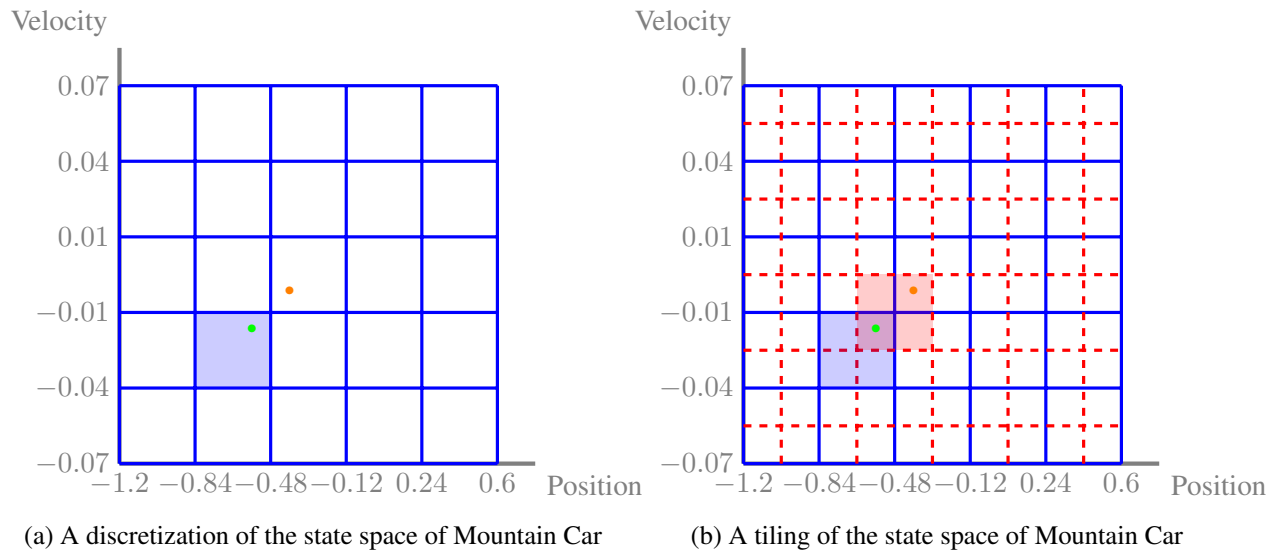 Velocity
0.07
0.04
0.01
−0.01
−0.04
−0.07
−1.2 −0.84 −0.48 −0.12 0.24 0.6
Position
(a) A discretization of the state space of Mountain Car
Velocity
0.07
0.04
0.01
−0.01
−0.04
−0.07
−1.2 −0.84 −0.48 −0.12 0.24 0.6
Position
(b) A tiling of the state space of Mountain Car